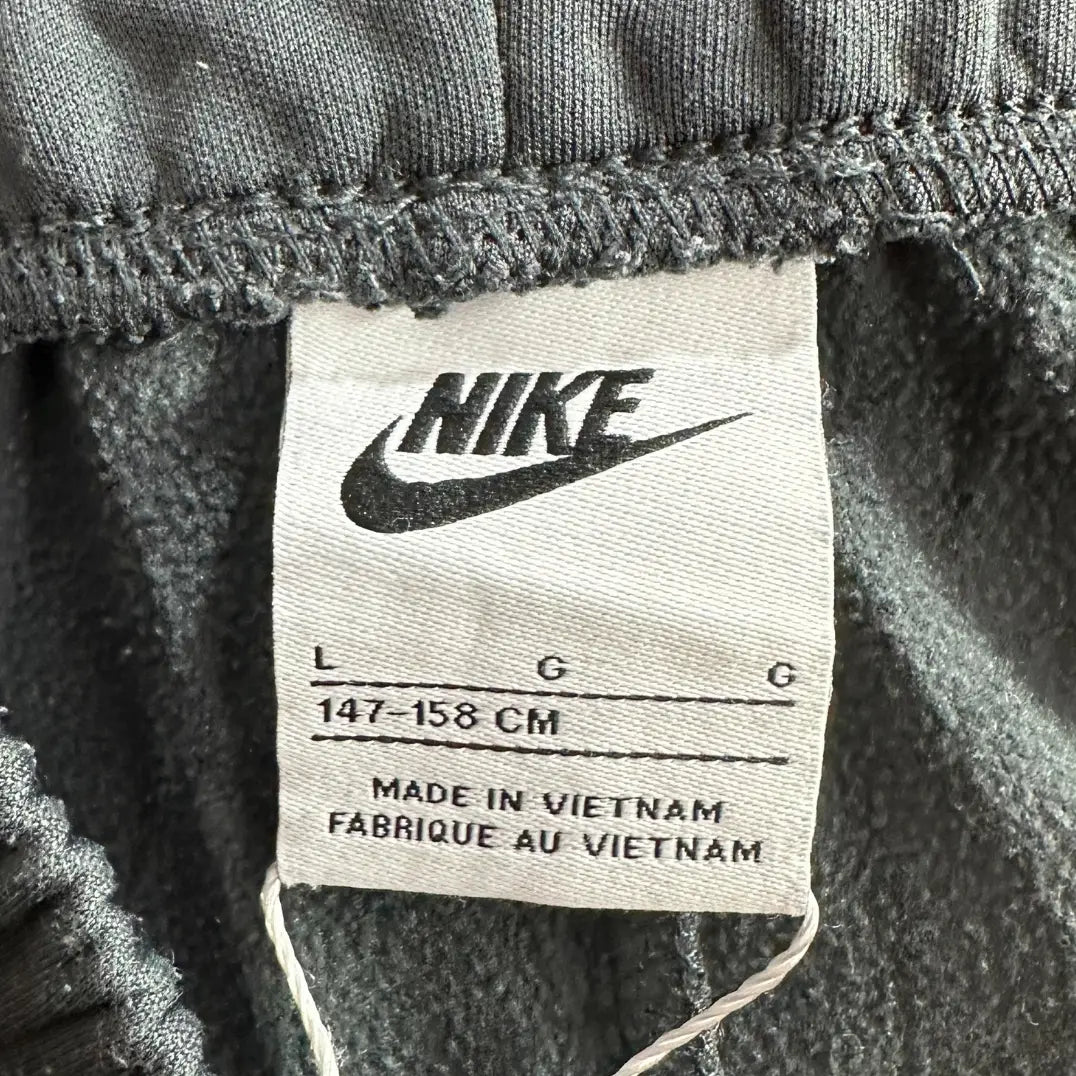 NIKE
L G G
147-158 CM
MADE IN VIETNAM
FABRIQUE AU VIETNAM